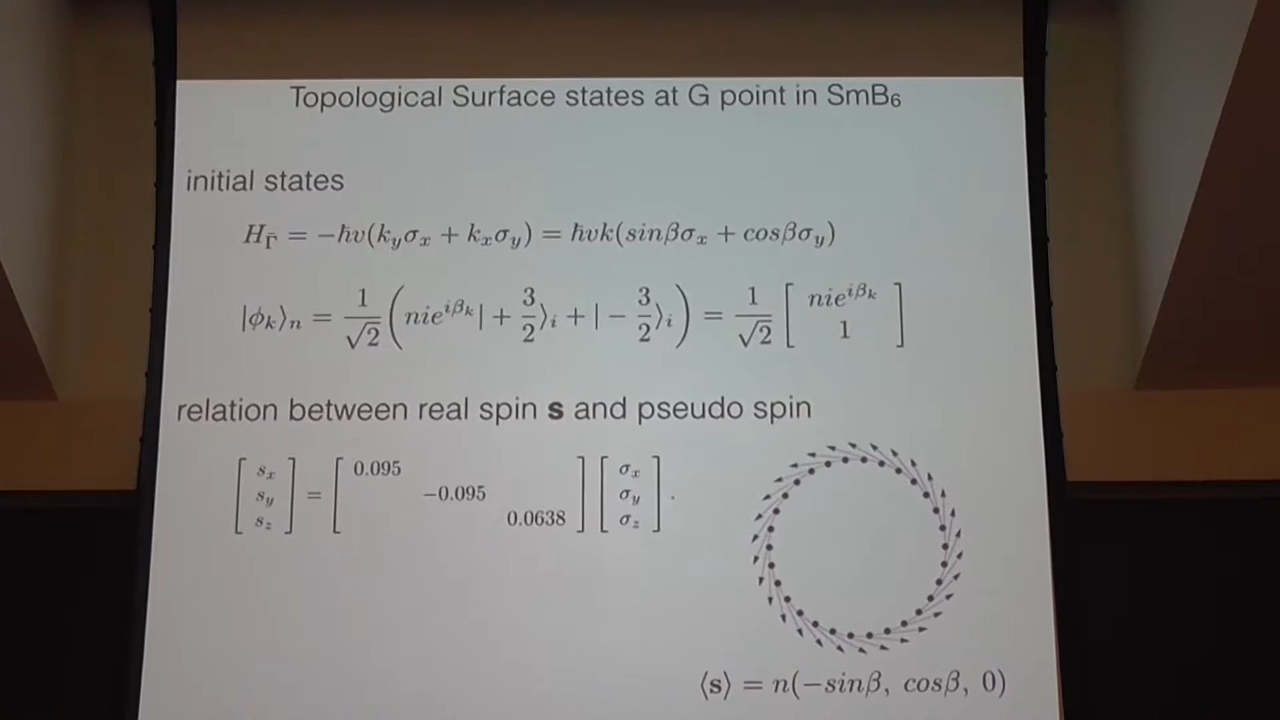 Topological Surface states at G point in SmB₆
initial states
H_Γ̄ = −ħv(k_yσ_x + k_xσ_y) = ħvk(sinβσ_x + cosβσ_y)
|ϕ_k⟩_n = 1/√2 (nie^{iβ_k}| + 3/2⟩_i + | − 3/2⟩_i) = 1/√2 [ nie^{iβ_k} 1 ]
relation between real spin s and pseudo spin
[ s_x s_y s_z ] = [ 0.095 −0.095 0.0638 ] [ σ_x σ_y σ_z ] .
⟨s⟩ = n(−sinβ, cosβ, 0)